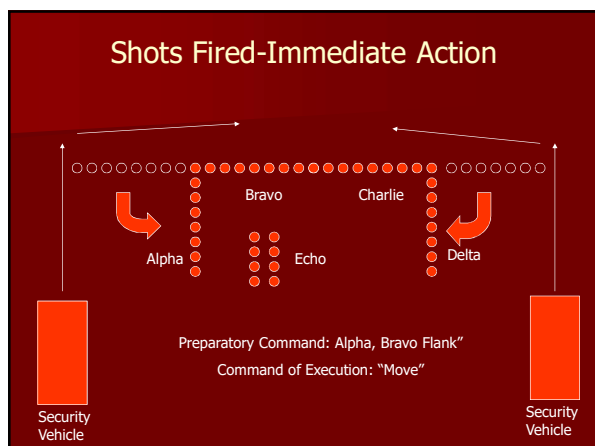 Shots Fired-Immediate Action
Bravo
Charlie
Alpha
Echo
Delta
Preparatory Command: Alpha, Bravo Flank”
Command of Execution: “Move”
Security
Vehicle
Security
Vehicle